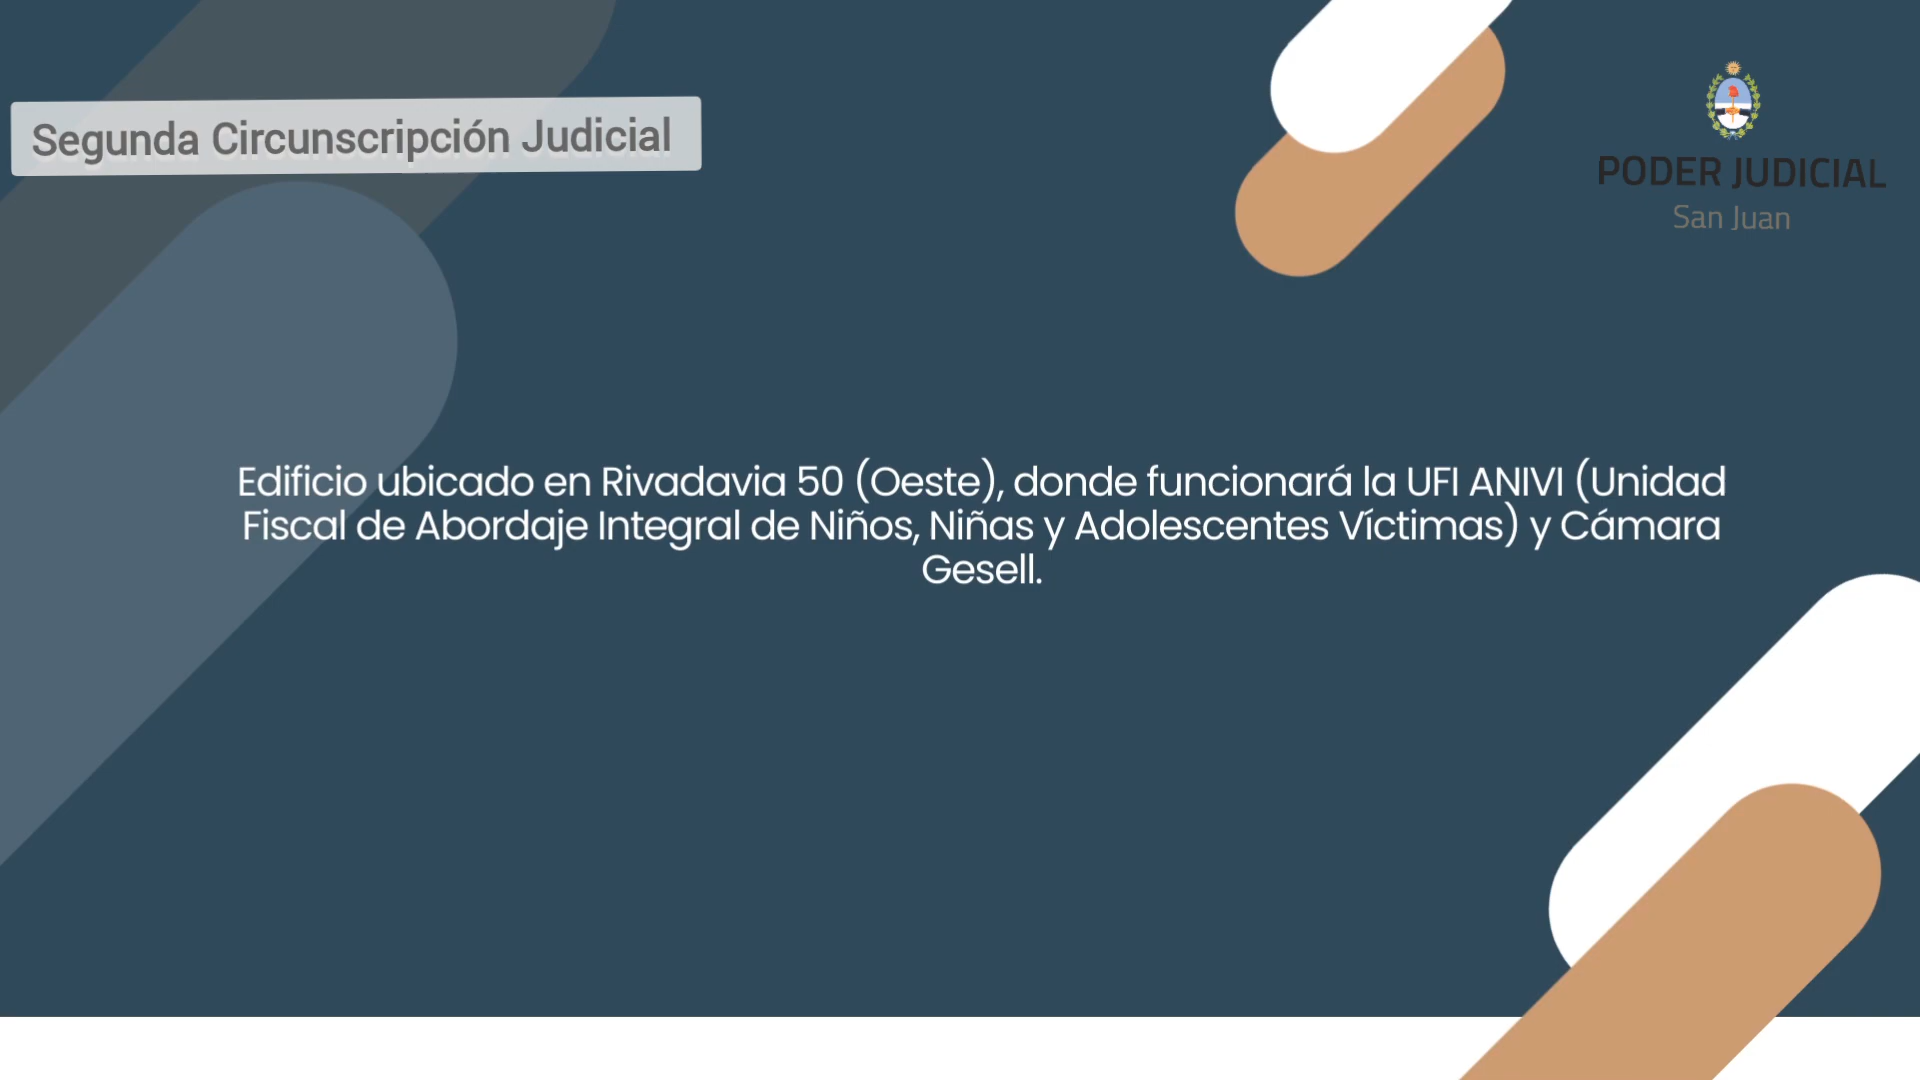 Segunda Circunscripción Judicial
PODER JUDICIAL
San Juan
Edificio ubicado en Rivadavia 50 (Oeste), donde funcionará la UFI ANIVI (Unidad
Fiscal de Abordaje Integral de Niños, Niñas y Adolescentes Víctimas) y Cámara
Gesell.